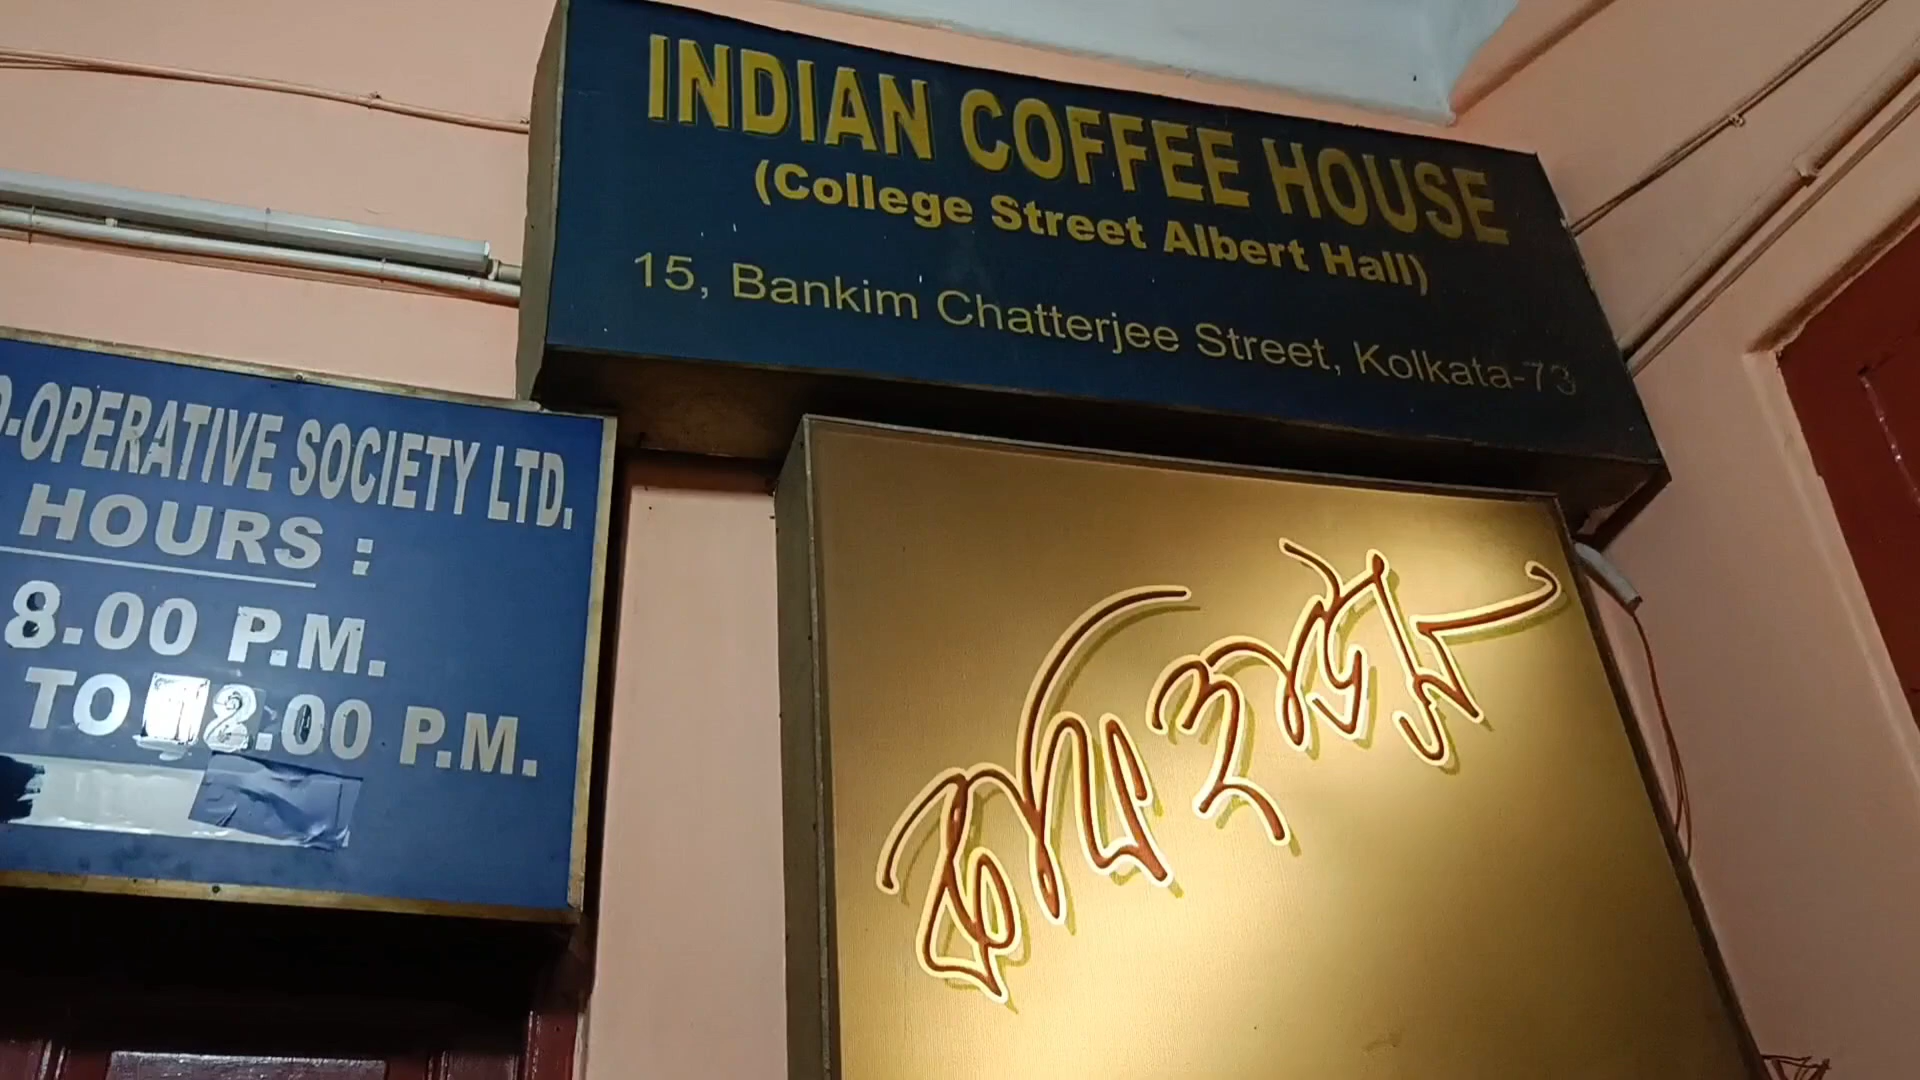 INDIAN COFFEE HOUSE
(College Street Albert Hall)
15, Bankim Chatterjee Street, Kolkata-73
-OPERATIVE SOCIETY LTD.
HOURS :
8.00 P.M.
TO 12.00 P.M.
কফি হাউস